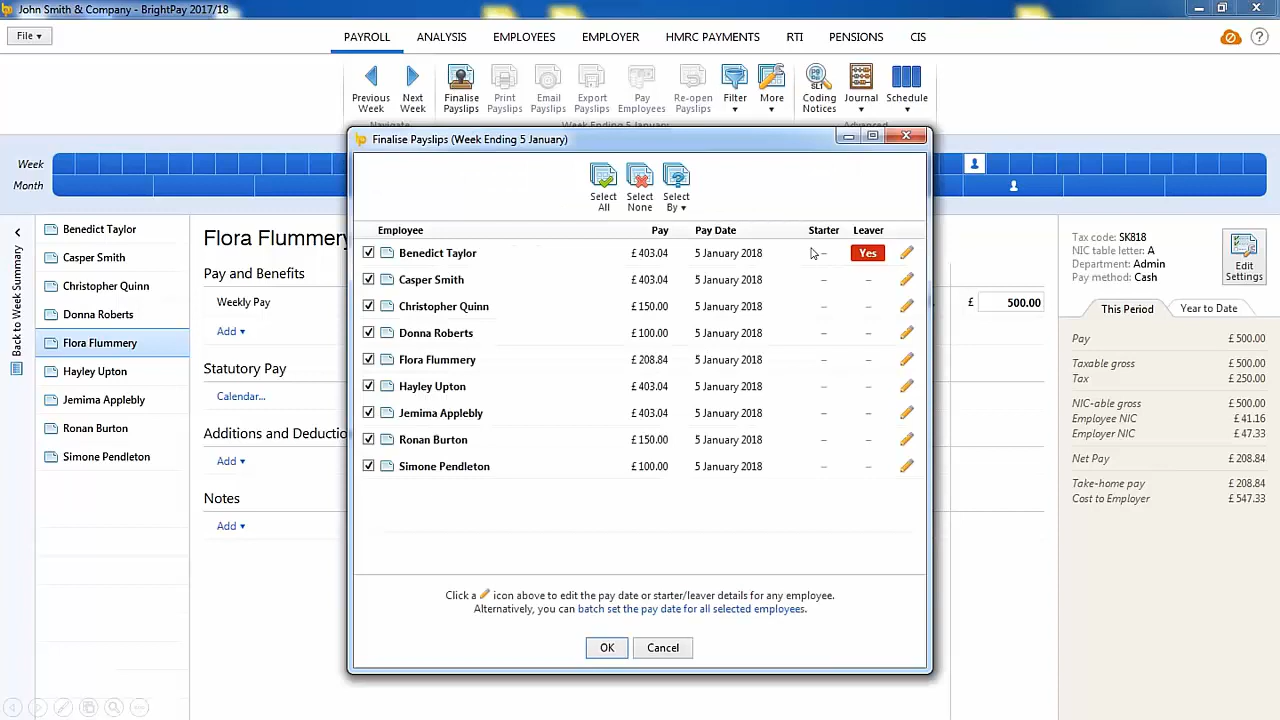 John Smith & Company - BrightPay 2017/18
File
PAYROLL ANALYSIS EMPLOYEES EMPLOYER HMRC PAYMENTS RTI PENSIONS CIS
Previous Week
Next Week
Finalise Payslips
Print Payslips
Email Payslips
Export Payslips
Pay Employees
Re-open Payslips
Filter
More
SLT
Coding Notices
Journal
Schedule
Navigate Week Ending 5 January Advanced
Week
Month
Back to Week Summary
Benedict Taylor
Casper Smith
Christopher Quinn
Donna Roberts
Flora Flummery
Hayley Upton
Jemima Applebly
Ronan Burton
Simone Pendleton
Flora Flummery
Pay and Benefits
Weekly Pay £ 500.00
Add
Statutory Pay
Calendar...
Additions and Deductio
Add
Notes
Add
Finalise Payslips (Week Ending 5 January)
Select All
Select None
Select By
Employee Pay Pay Date Starter Leaver
Benedict Taylor £ 403.04 5 January 2018 – Yes
Casper Smith £ 403.04 5 January 2018 – –
Christopher Quinn £ 150.00 5 January 2018 – –
Donna Roberts £ 100.00 5 January 2018 – –
Flora Flummery £ 208.84 5 January 2018 – –
Hayley Upton £ 403.04 5 January 2018 – –
Jemima Applebly £ 403.04 5 January 2018 – –
Ronan Burton £ 150.00 5 January 2018 – –
Simone Pendleton £ 100.00 5 January 2018 – –
Click a icon above to edit the pay date or starter/leaver details for any employee.
Alternatively, you can batch set the pay date for all selected employees.
OK Cancel
Tax code: SK818
NIC table letter: A
Department: Admin
Pay method: Cash
Edit Settings
This Period Year to Date
Pay £ 500.00
Taxable gross £ 500.00
Tax £ 250.00
NIC-able gross £ 500.00
Employee NIC £ 41.16
Employer NIC £ 47.33
Net Pay £ 208.84
Take-home pay £ 208.84
Cost to Employer £ 547.33